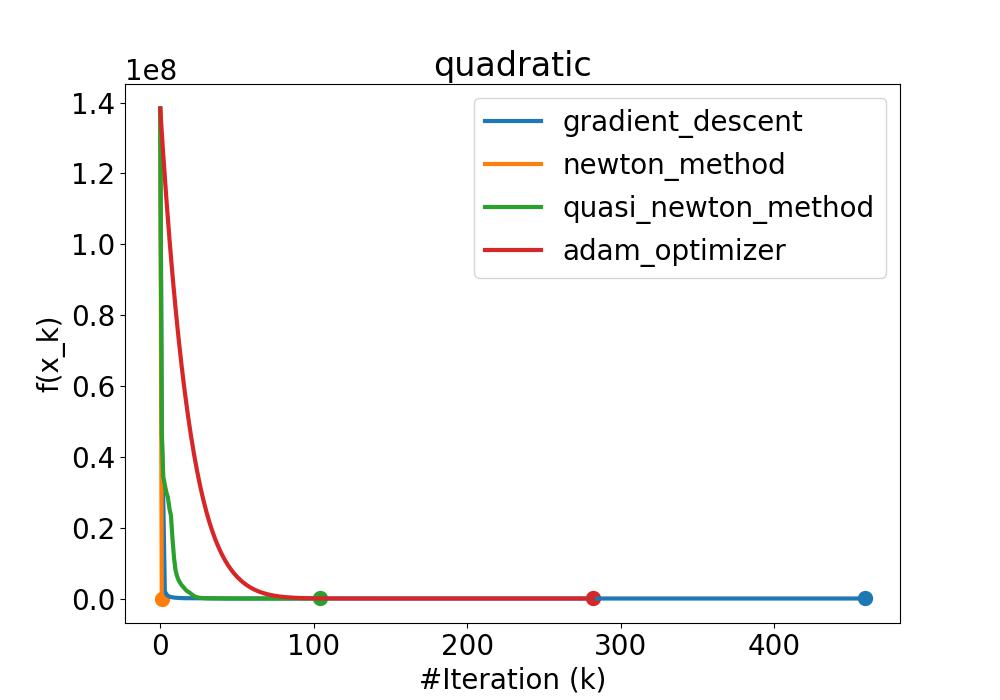 quadratic
1e8
1.4
1.2
1.0
0.8
0.6
0.4
0.2
0.0
f(x_k)
gradient_descent
newton_method
quasi_newton_method
adam_optimizer
0 100 200 300 400
#Iteration (k)